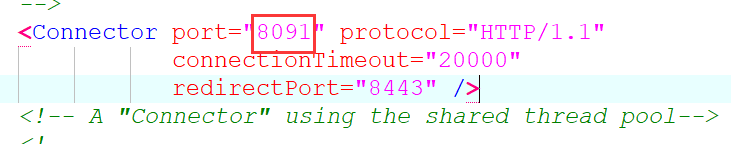 -->
<Connector port="8091" protocol="HTTP/1.1"
connectionTimeout="20000"
redirectPort="8443" />
<!-- A "Connector" using the shared thread pool-->
<!